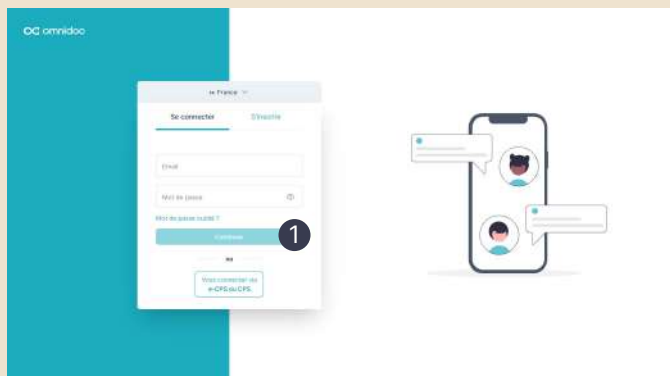 omnidoc
France
Se connecter
S'inscrire
Email
Mot de passe
Mot de passe oublié ?
Continuer
1
ou
Vous connecter via
e-CPS ou CPS.